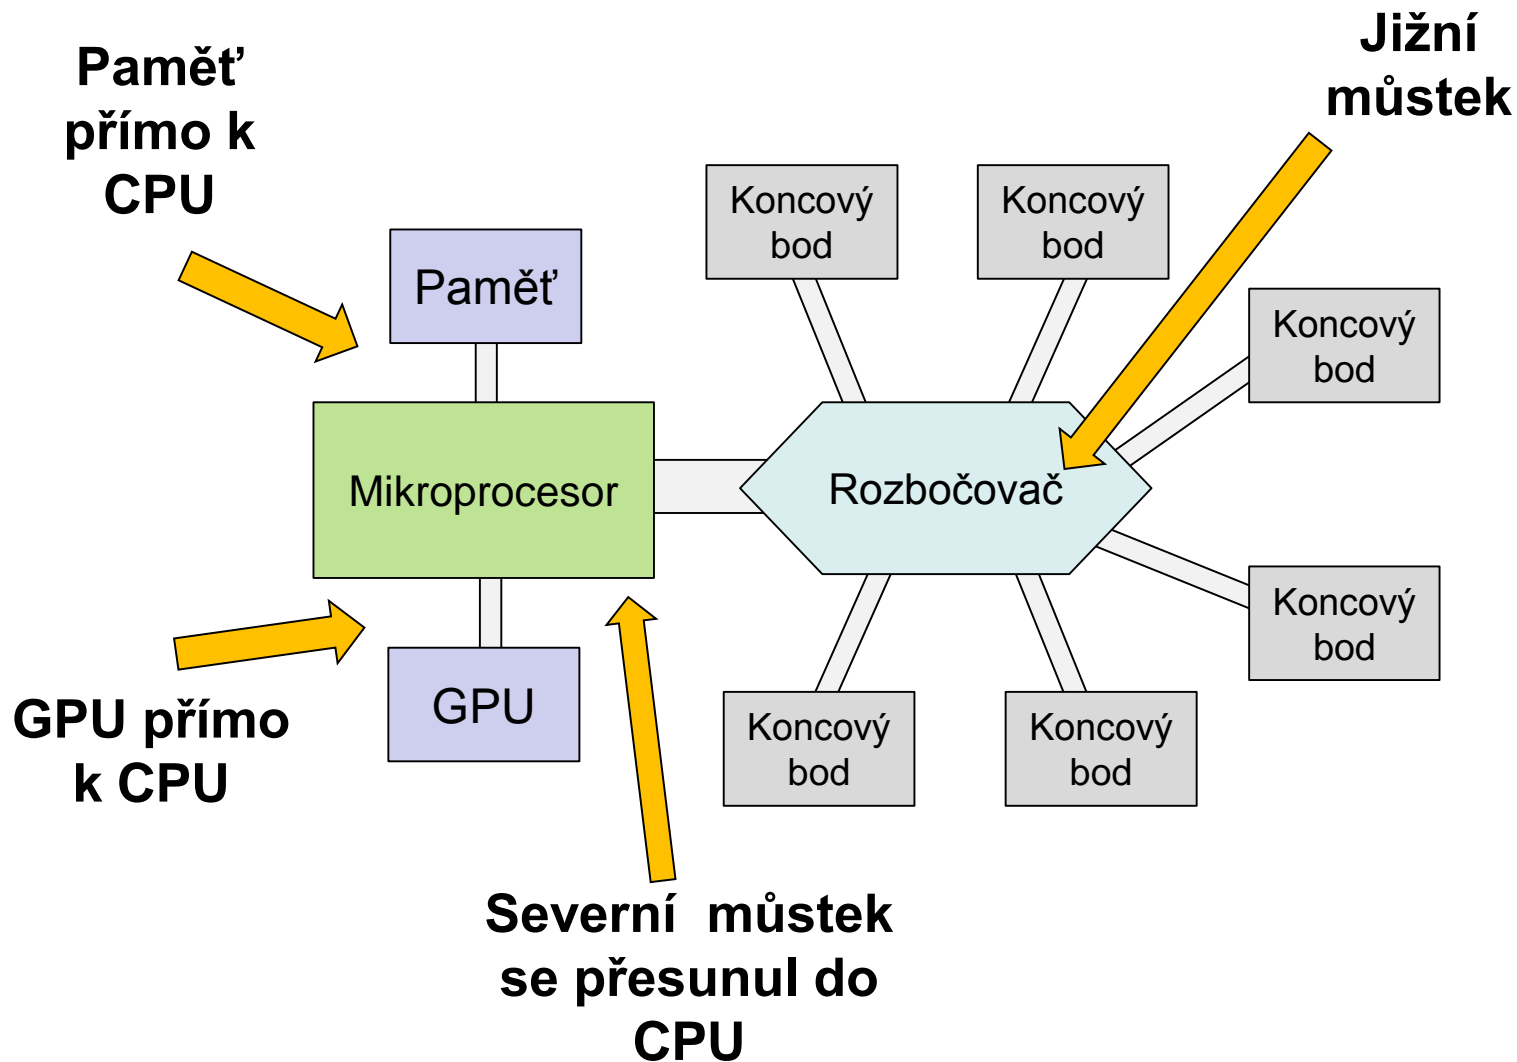 Paměť
přímo k
CPU
Jižní
můstek
Koncový
bod
Koncový
bod
Paměť
Koncový
bod
Mikroprocesor
Rozbočovač
Koncový
bod
GPU přímo
k CPU
GPU
Koncový
bod
Koncový
bod
Severní  můstek
se přesunul do
CPU